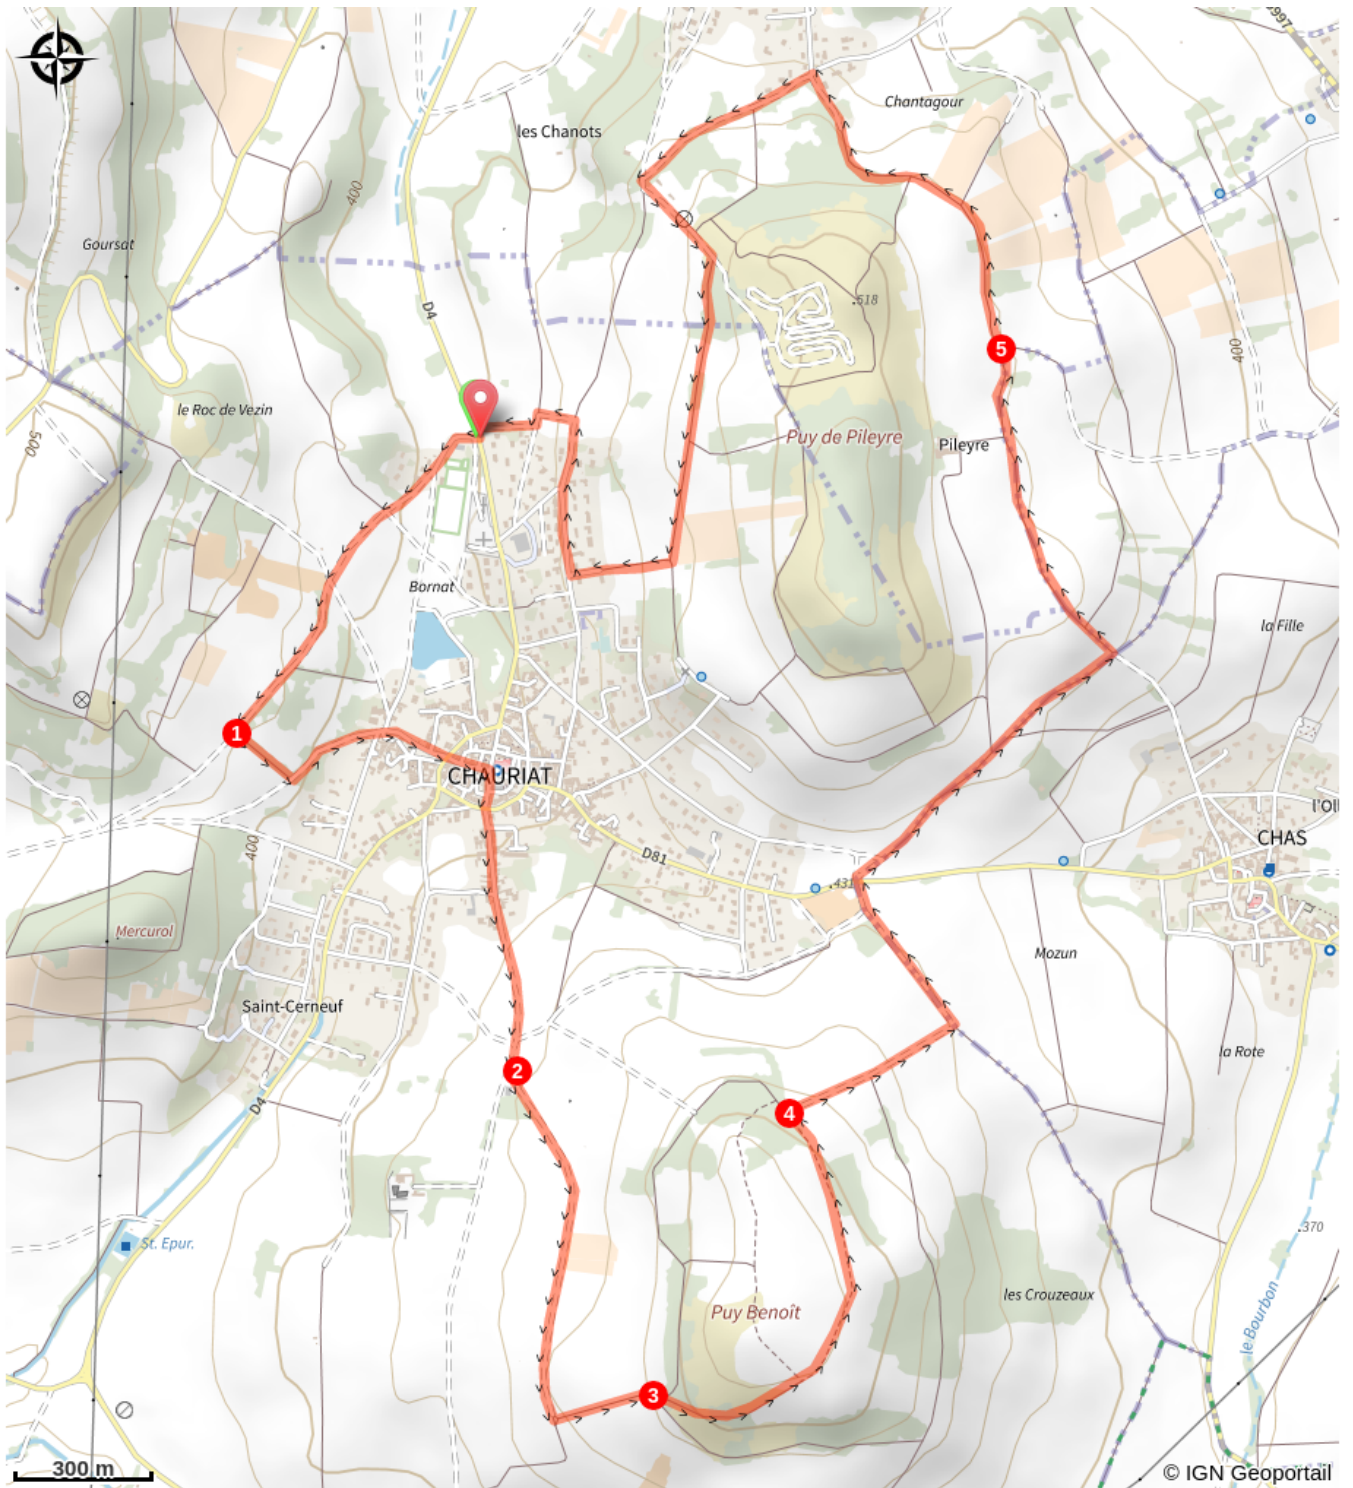 997
Chantagour
les Chanots
400
Goursat
D4
.518
400
le Roc de Vezin
500
Puy de Pileyre
Pileyre
5
Bornat
la Fille
1
CHAURIAT
l'Oll
CHAS
400
D81
.431
Mercurol
Mozun
Saint-Cerneuf
la Rote
2
D4
4
St. Epur.
.370
les Crouzeaux
Puy Benoît
le Bourbon
3
300 m
© IGN Geoportail